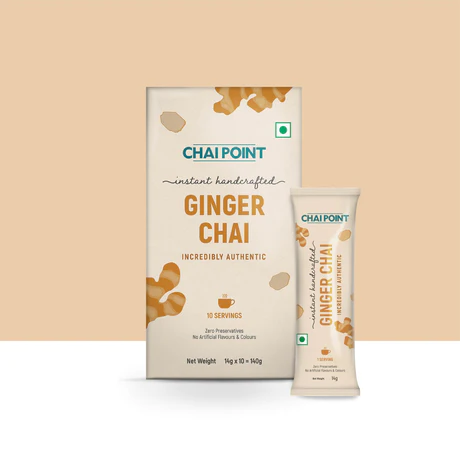 CHAI POINT
instant handcrafted
GINGER
CHAI
INCREDIBLY AUTHENTIC
10 SERVINGS
Zero Preservatives
No Artificial Flavours & Colours
Net Weight 14g x 10 = 140g
CHAI POINT
instant handcrafted
GINGER CHAI
INCREDIBLY AUTHENTIC
1 SERVING
Zero Preservatives
No Artificial Flavours & Colours
Net Weight 14g